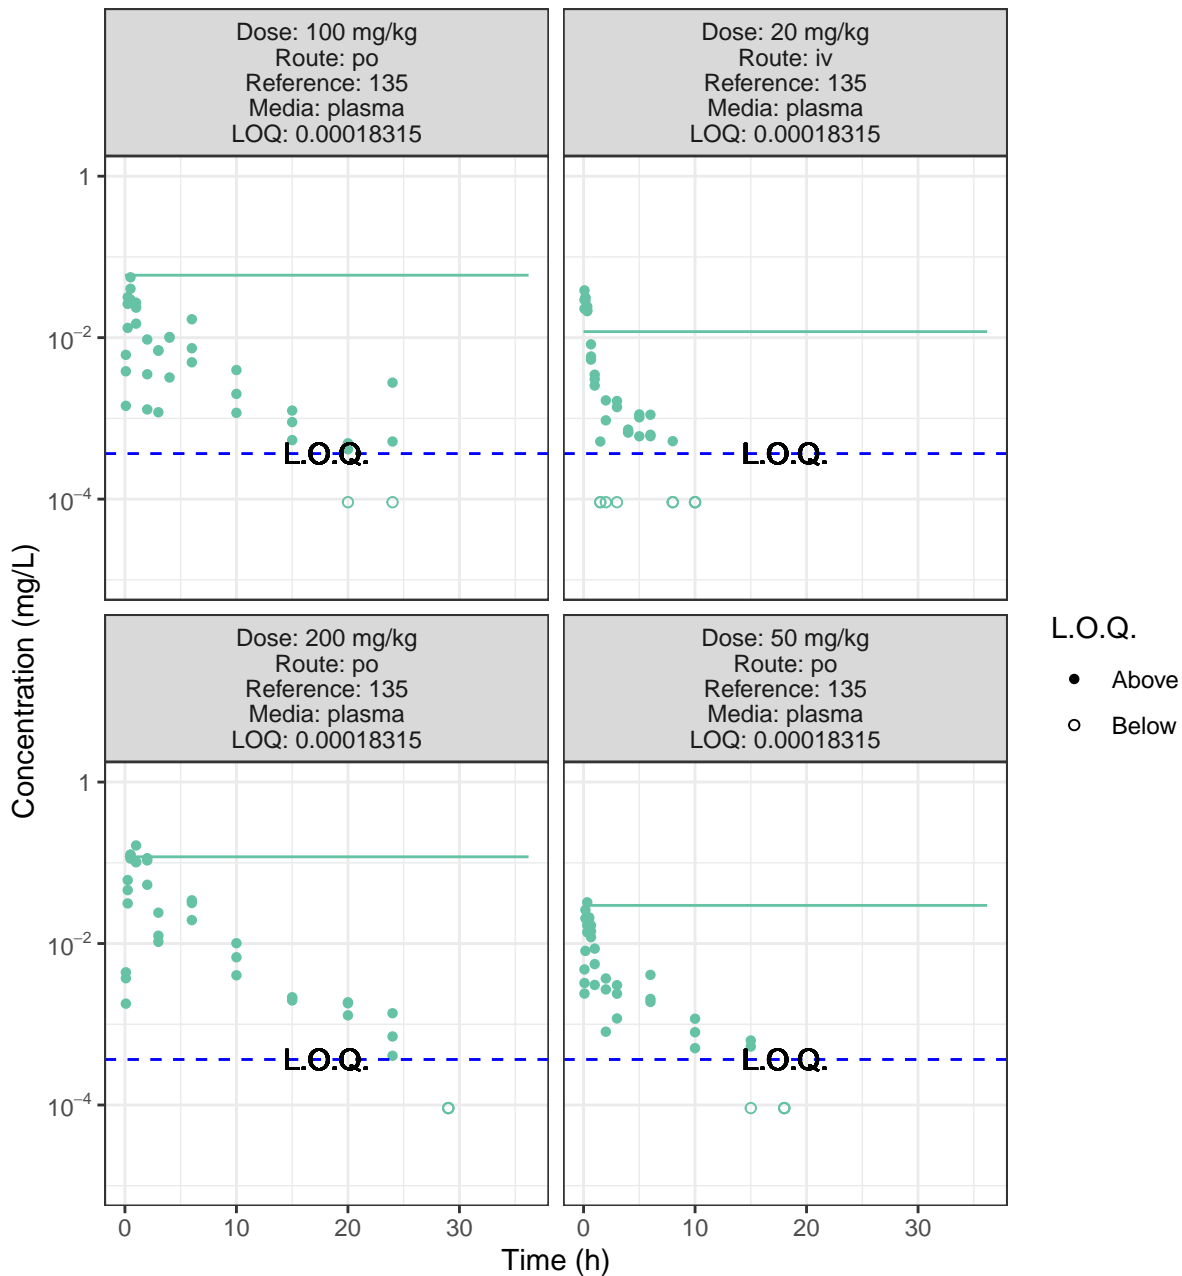 Dose: 100 mg/kg
Route: po
Reference: 135
Media: plasma
LOQ: 0.00018315
Dose: 20 mg/kg
Route: iv
Reference: 135
Media: plasma
LOQ: 0.00018315
1
10⁻²
10⁻⁴
L.O.Q.
L.O.Q.
Dose: 200 mg/kg
Route: po
Reference: 135
Media: plasma
LOQ: 0.00018315
Dose: 50 mg/kg
Route: po
Reference: 135
Media: plasma
LOQ: 0.00018315
1
10⁻²
10⁻⁴
L.O.Q.
L.O.Q.
0 10 20 30
0 10 20 30
Time (h)
Concentration (mg/L)
L.O.Q.
Above
Below